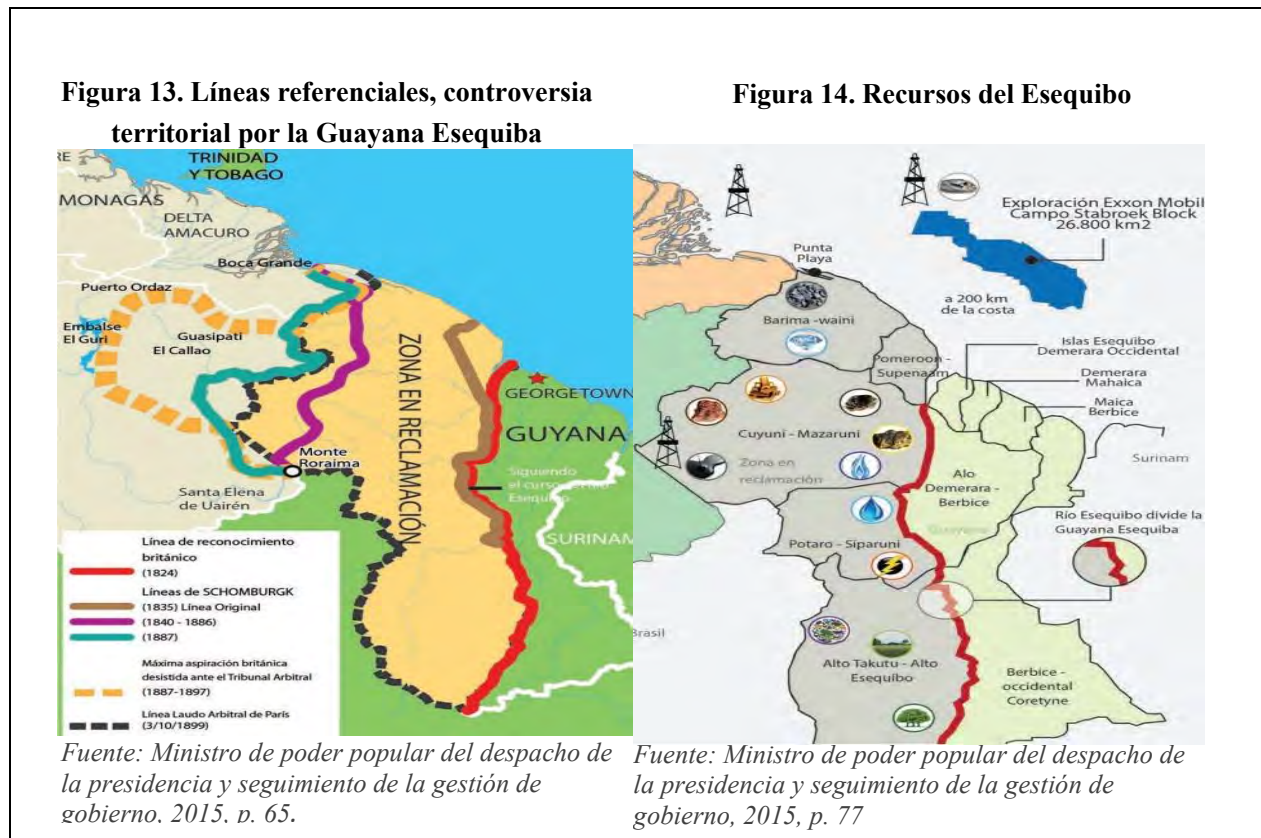 Figura 13. Líneas referenciales, controversia
territorial por la Guayana Esequiba
TRINIDAD
Y TOBAGO
RE
MONAGAS
DELTA
AMACURO
Boca Grande
Puerto Ordaz
Embalse
El Guri
Guasipati
El Callao
ZONA EN RECLAMACIÓN
GEORGETOWN
GUYANA
Monte
Roraima
Siguiendo
el curso
Esequibo
Santa Elena
de Uairén
SURINAM
Línea de reconocimiento
británico
(1824)
Líneas de SCHOMBURGK
(1835) Línea Original
(1840 - 1886)
(1887)
Máxima aspiración británica
desistida ante el Tribunal Arbitral
(1887-1897)
Línea Laudo Arbitral de París
(3/10/1899)
Fuente: Ministro de poder popular del despacho de
la presidencia y seguimiento de la gestión de
gobierno, 2015, p. 65.
Figura 14. Recursos del Esequibo
Exploración Exxon Mobil
Campo Stabroek Block
26.800 km2
Punta
Playa
a 200 km
de la costa
Barima -waini
Islas Esequibo
Demerara Occidental
Pomeroon -
Supenaam
Demerara
Mahaica
Maica
Berbice
Cuyuni - Mazaruni
Zona en
reclamación
Surinam
Alo
Demerara -
Berbice
Guayana
Río Esequibo divide la
Guayana Esequiba
Potaro - Siparuni
Brasil
Alto Takutu - Alto
Esequibo
Berbice -
occidental
Coretyne
Fuente: Ministro de poder popular del despacho de
la presidencia y seguimiento de la gestión de
gobierno, 2015, p. 77